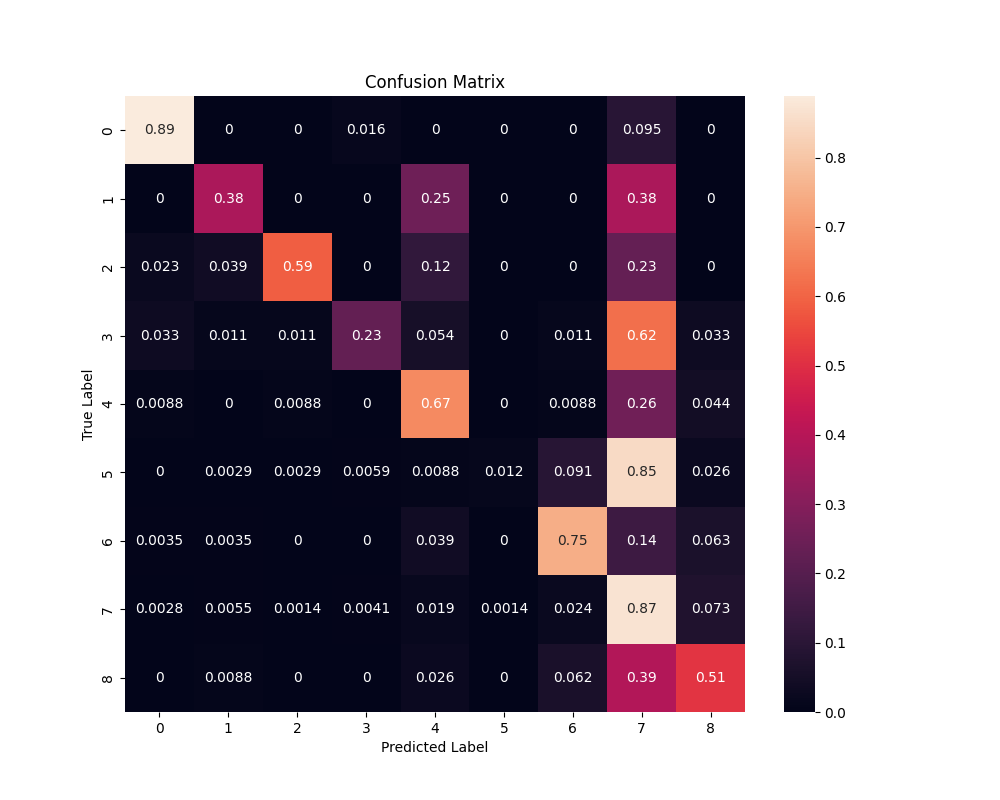 Confusion Matrix
0 0.89 0 0 0.016 0 0 0 0.095 0
1 0 0.38 0 0 0.25 0 0 0.38 0
2 0.023 0.039 0.59 0 0.12 0 0 0.23 0
3 0.033 0.011 0.011 0.23 0.054 0 0.011 0.62 0.033
4 0.0088 0 0.0088 0 0.67 0 0.0088 0.26 0.044
5 0 0.0029 0.0029 0.0059 0.0088 0.012 0.091 0.85 0.026
6 0.0035 0.0035 0 0 0.039 0 0.75 0.14 0.063
7 0.0028 0.0055 0.0014 0.0041 0.019 0.0014 0.024 0.87 0.073
8 0 0.0088 0 0 0.026 0 0.062 0.39 0.51
0 1 2 3 4 5 6 7 8
Predicted Label
True Label
0.8
0.7
0.6
0.5
0.4
0.3
0.2
0.1
0.0